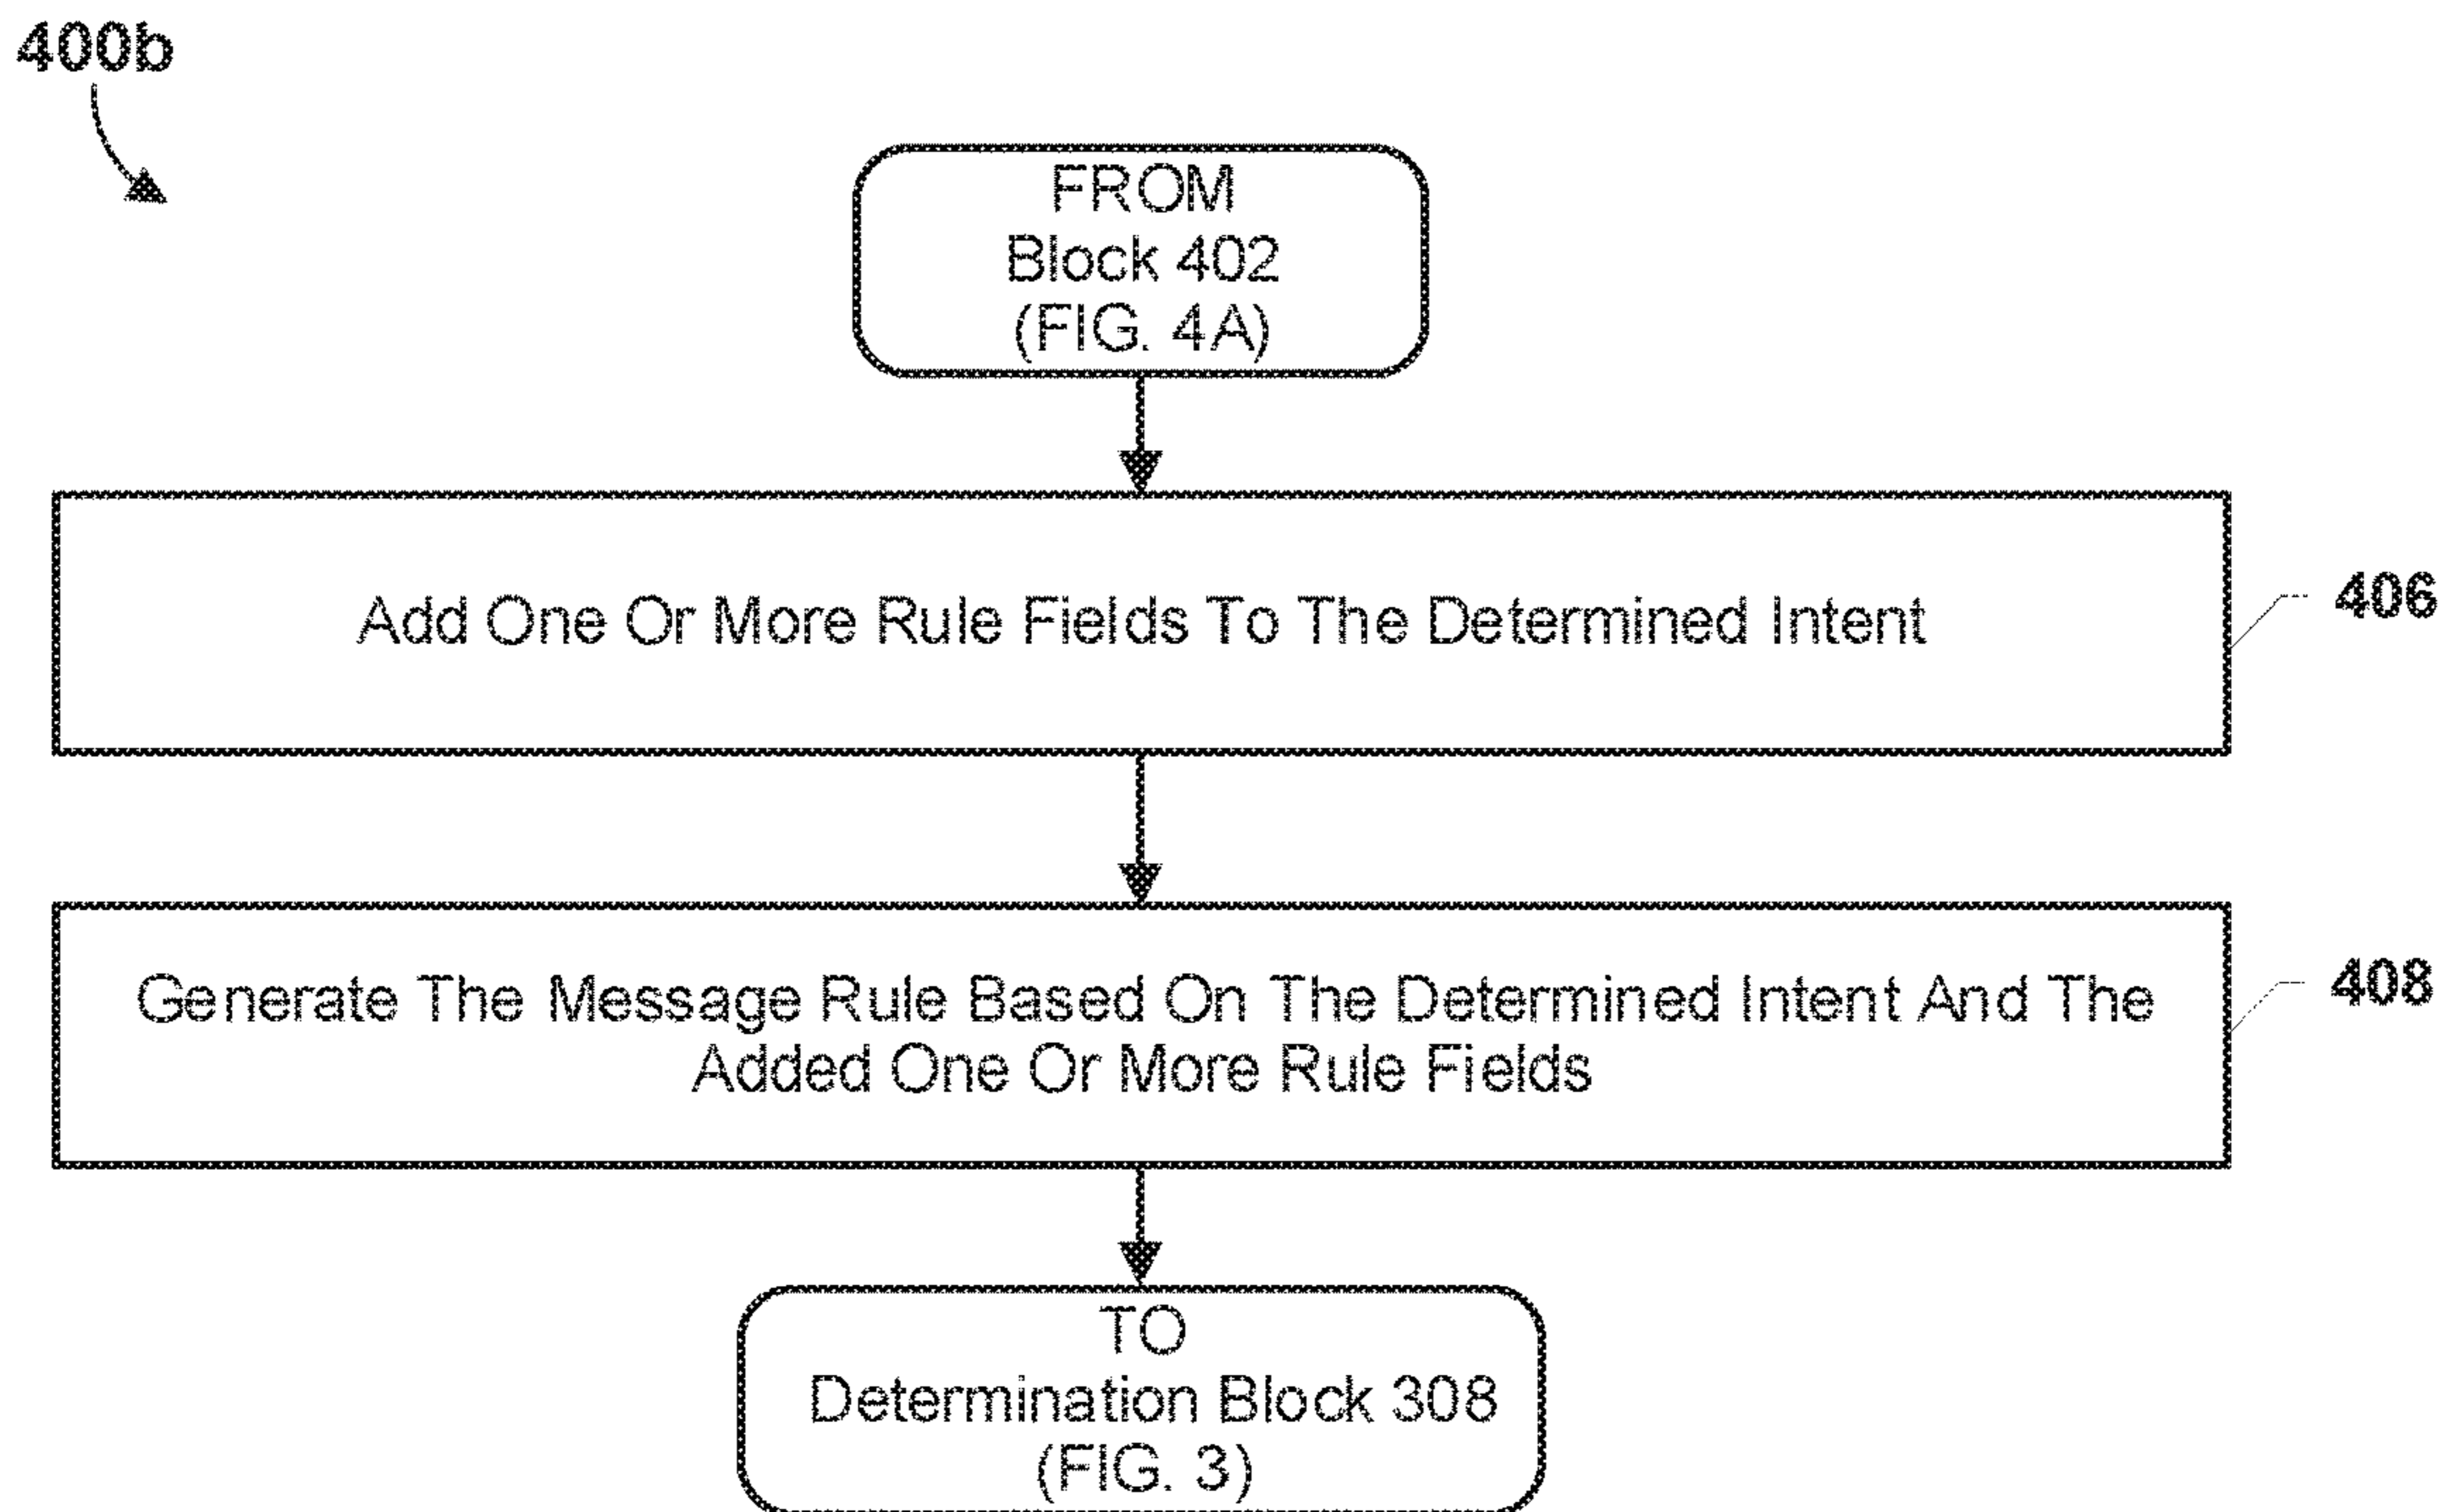 400b
FROM
Block 402
(FIG. 4A)
Add One Or More Rule Fields To The Determined Intent
406
Generate The Message Rule Based On The Determined Intent And The
Added One Or More Rule Fields
408
TO
Determination Block 308
(FIG. 3)